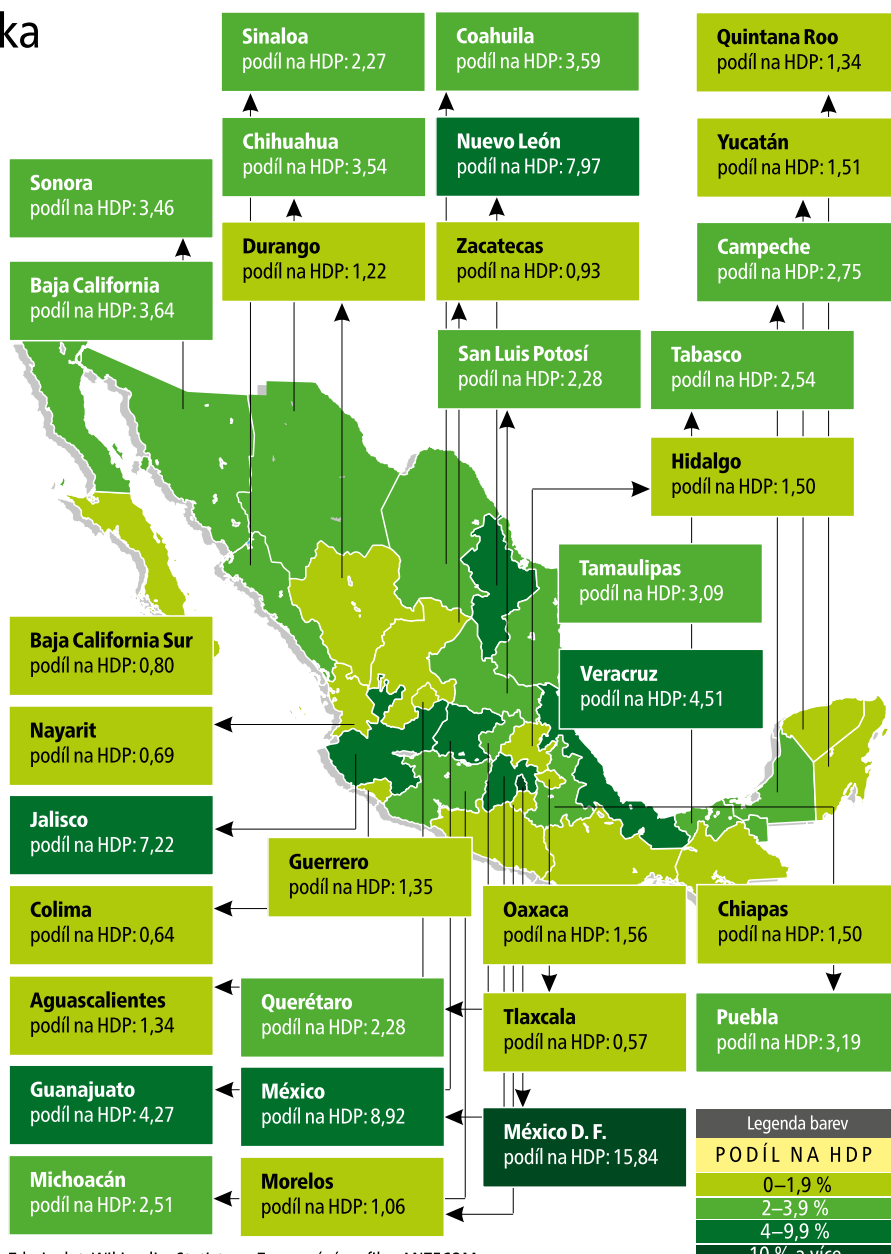 ka
Sinaloa
podíl na HDP: 2,27
Coahuila
podíl na HDP: 3,59
Quintana Roo
podíl na HDP: 1,34
Chihuahua
podíl na HDP: 3,54
Nuevo León
podíl na HDP: 7,97
Yucatán
podíl na HDP: 1,51
Sonora
podíl na HDP: 3,46
Durango
podíl na HDP: 1,22
Zacatecas
podíl na HDP: 0,93
Campeche
podíl na HDP: 2,75
Baja California
podíl na HDP: 3,64
San Luis Potosí
podíl na HDP: 2,28
Tabasco
podíl na HDP: 2,54
Hidalgo
podíl na HDP: 1,50
Tamaulipas
podíl na HDP: 3,09
Baja California Sur
podíl na HDP: 0,80
Veracruz
podíl na HDP: 4,51
Nayarit
podíl na HDP: 0,69
Jalisco
podíl na HDP: 7,22
Guerrero
podíl na HDP: 1,35
Colima
podíl na HDP: 0,64
Oaxaca
podíl na HDP: 1,56
Chiapas
podíl na HDP: 1,50
Aguascalientes
podíl na HDP: 1,34
Querétaro
podíl na HDP: 2,28
Tlaxcala
podíl na HDP: 0,57
Puebla
podíl na HDP: 3,19
Guanajuato
podíl na HDP: 4,27
México
podíl na HDP: 8,92
México D. F.
podíl na HDP: 15,84
Michoacán
podíl na HDP: 2,51
Morelos
podíl na HDP: 1,06
Legenda barev
PODÍL NA HDP
0–1,9 %
2–3,9 %
4–9,9 %
10 % a více